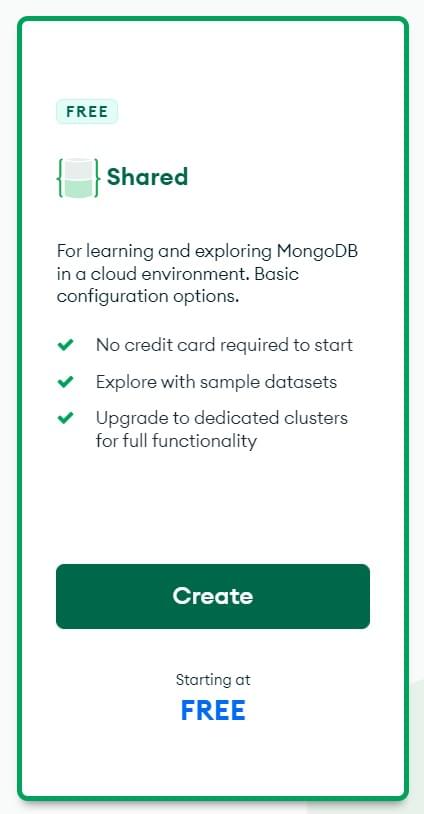 FREE
Shared
For learning and exploring MongoDB
in a cloud environment. Basic
configuration options.
No credit card required to start
Explore with sample datasets
Upgrade to dedicated clusters
for full functionality
Create
Starting at
FREE